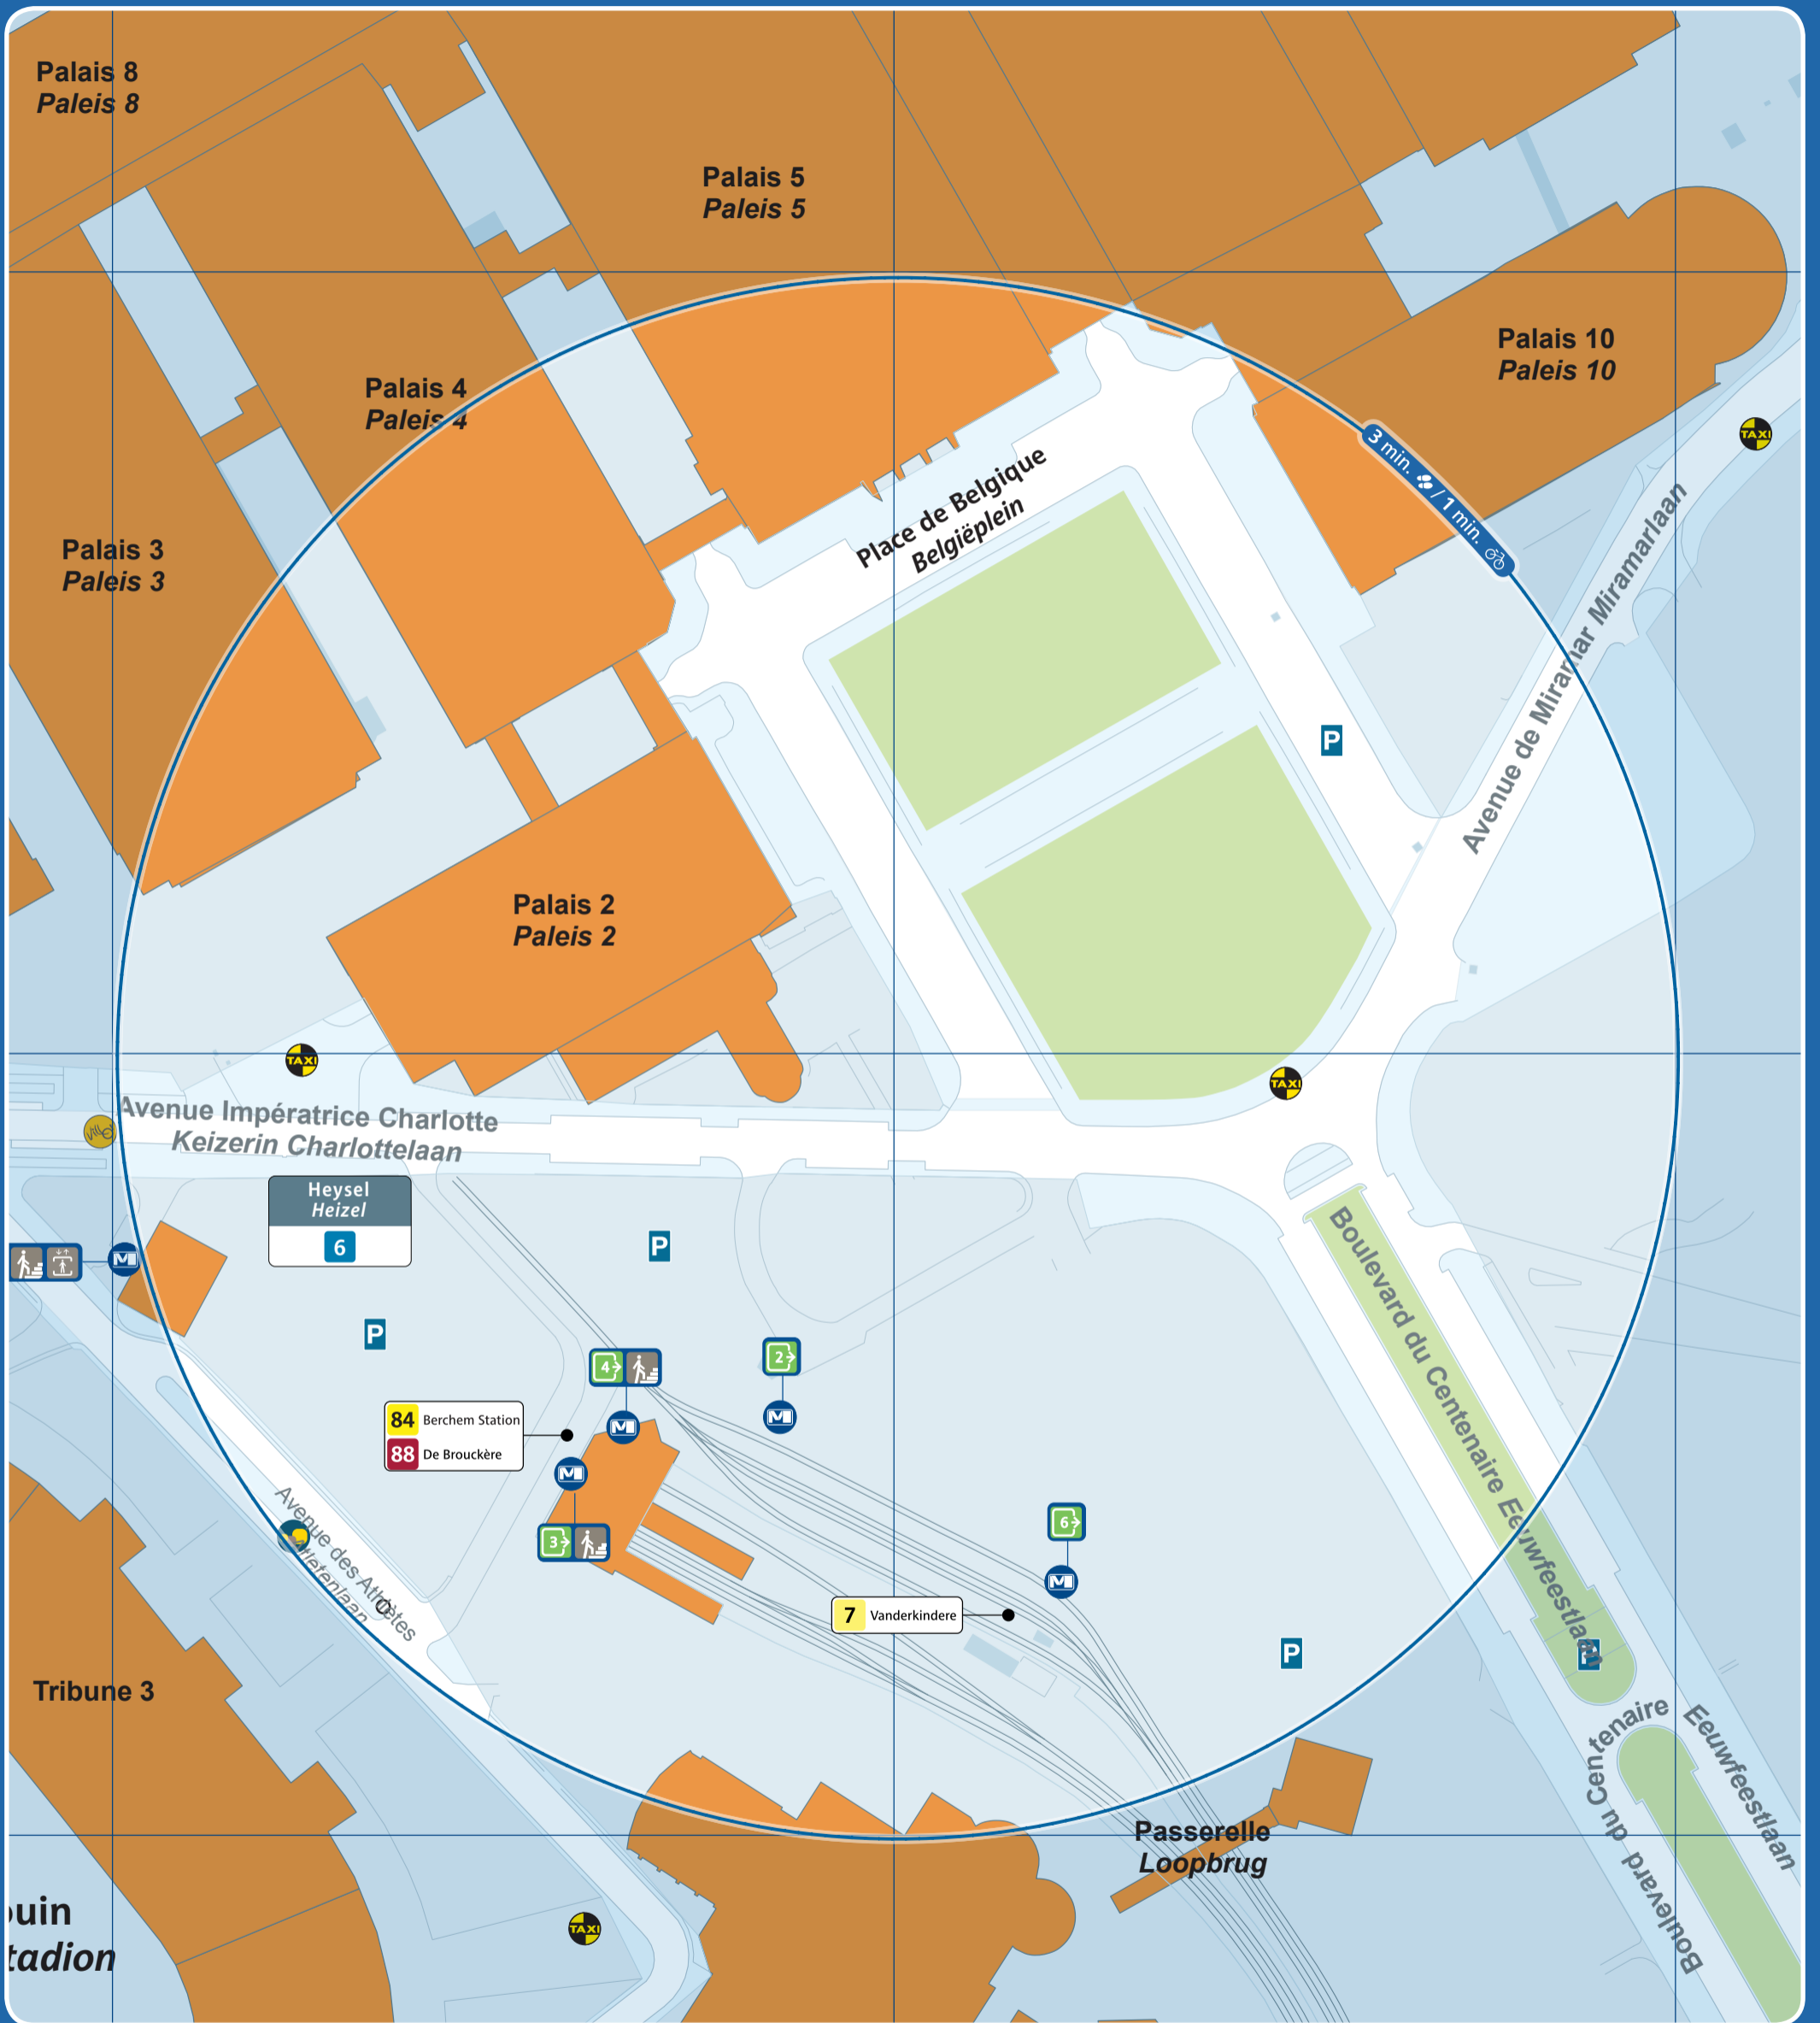 Palais 8
Paleis 8
Palais 5
Paleis 5
Palais 10
Paleis 10
Palais 4
Paleis 4
TAXI
3 min. / 1 min.
Place de Belgique
Belgiëplein
Palais 3
Paleis 3
Avenue de Miramar Miramarlaan
P
Palais 2
Paleis 2
TAXI
TAXI
Avenue Impératrice Charlotte
Keizerin Charlottelaan
Heysel
Heizel
6
P
M
P
Boulevard du Centenaire Eeuwfeestlaan
4
2
M
M
84 Berchem Station
88 De Brouckère
M
3
6
M
7 Vanderkindere
Avenue des Athlètes
P
P
Tribune 3
Boulevard du Centenaire
Eeuwfeestlaan
Passerelle
Loopbrug
TAXI
ouin
tadion